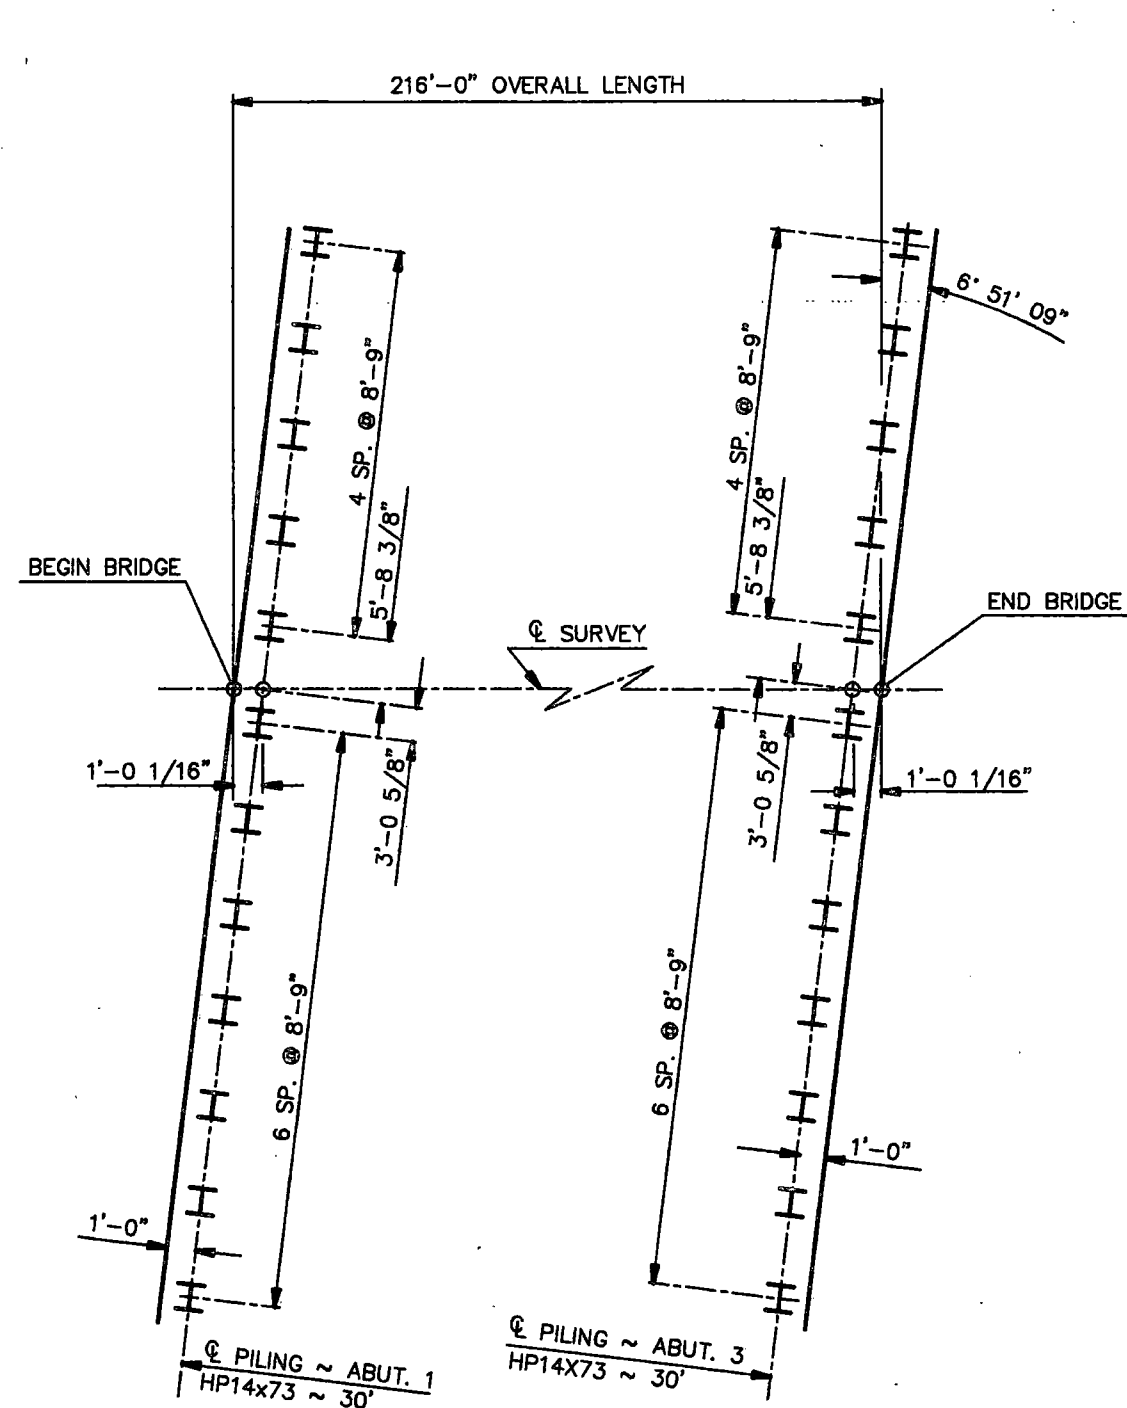 216'-0" OVERALL LENGTH
6° 51' 09"
4 SP. @ 8'-9"
4 SP. @ 8'-9"
5'-8 3/8"
5'-8 3/8"
BEGIN BRIDGE
END BRIDGE
℄ SURVEY
1'-0 1/16"
1'-0 1/16"
3'-0 5/8"
3'-0 5/8"
6 SP. @ 8'-9"
6 SP. @ 8'-9"
1'-0"
1'-0"
℄ PILING ~ ABUT. 1
HP14x73 ~ 30'
℄ PILING ~ ABUT. 3
HP14X73 ~ 30'